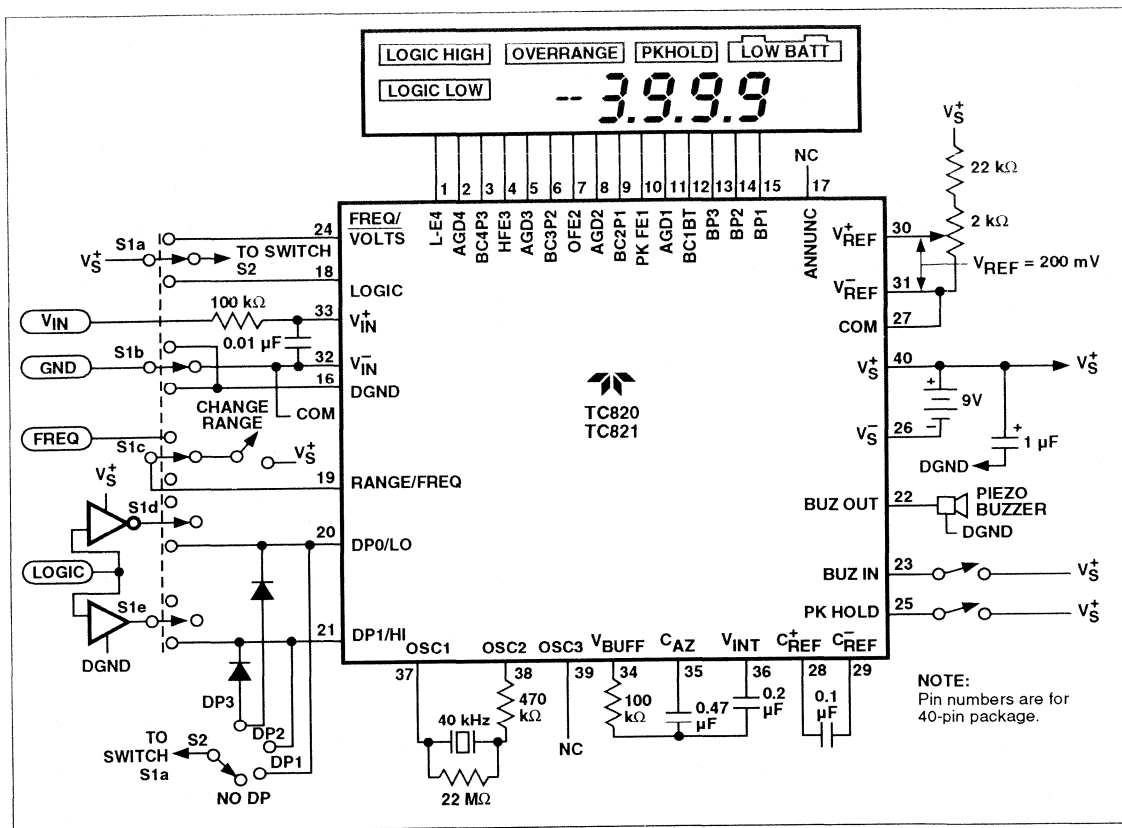 LOGIC HIGH OVERRANGE PKHOLD LOW BATT
LOGIC LOW
-- 3.9.9.9
1 2 3 4 5 6 7 8 9 10 11 12 13 14 15
L-E4 AGD4 BC4P3 HFE3 AGD3 BC3P2 OFE2 AGD2 BC2P1 PK FE1 AGD1 BC1BT BP3 BP2 BP1
NC
17
ANNUNC
V+S
22 kΩ
2 kΩ
30
V+REF
VREF = 200 mV
31
V-REF
27
COM
40
V+S
V+S
+
9V
-
26
V-S
+
1 µF
DGND
22
BUZ OUT
PIEZO
BUZZER
DGND
23
BUZ IN
V+S
25
PK HOLD
V+S
FREQ/
VOLTS
24
S1a
V+S
TO SWITCH
S2
18
LOGIC
100 kΩ
VIN
33
V+IN
0.01 µF
GND
S1b
32
V-IN
16
DGND
COM
CHANGE
RANGE
FREQ
S1c
V+S
19
RANGE/FREQ
V+S
S1d
20
DP0/LO
LOGIC
S1e
21
DP1/HI
DGND
DP3
DP2
DP1
TO
SWITCH
S1a
S2
NO DP
TC820
TC821
OSC1 OSC2 OSC3 VBUFF CAZ VINT C+REF C-REF
37 38 39 34 35 36 28 29
470
kΩ
40 kHz
22 MΩ
NC
100
kΩ
0.47
µF
0.2
µF
0.1
µF
NOTE:
Pin numbers are for
40-pin package.